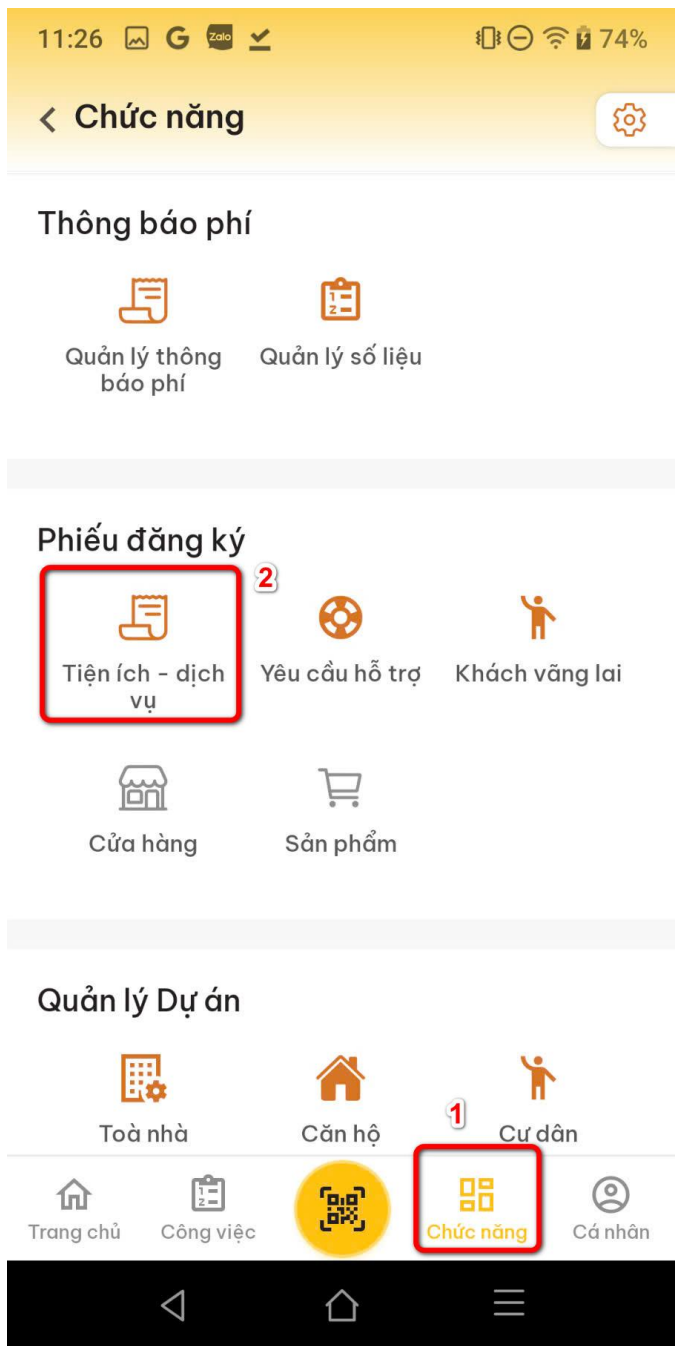 11:26 G Zalo 74%
Chức năng
Thông báo phí
Quản lý thông Quản lý số liệu
báo phí
Phiếu đăng ký
2
Tiện ích - dịch Yêu cầu hỗ trợ Khách vãng lai
vụ
Cửa hàng Sản phẩm
Quản lý Dự án
1
Toà nhà Căn hộ Cư dân
Trang chủ Công việc Chức năng Cá nhân